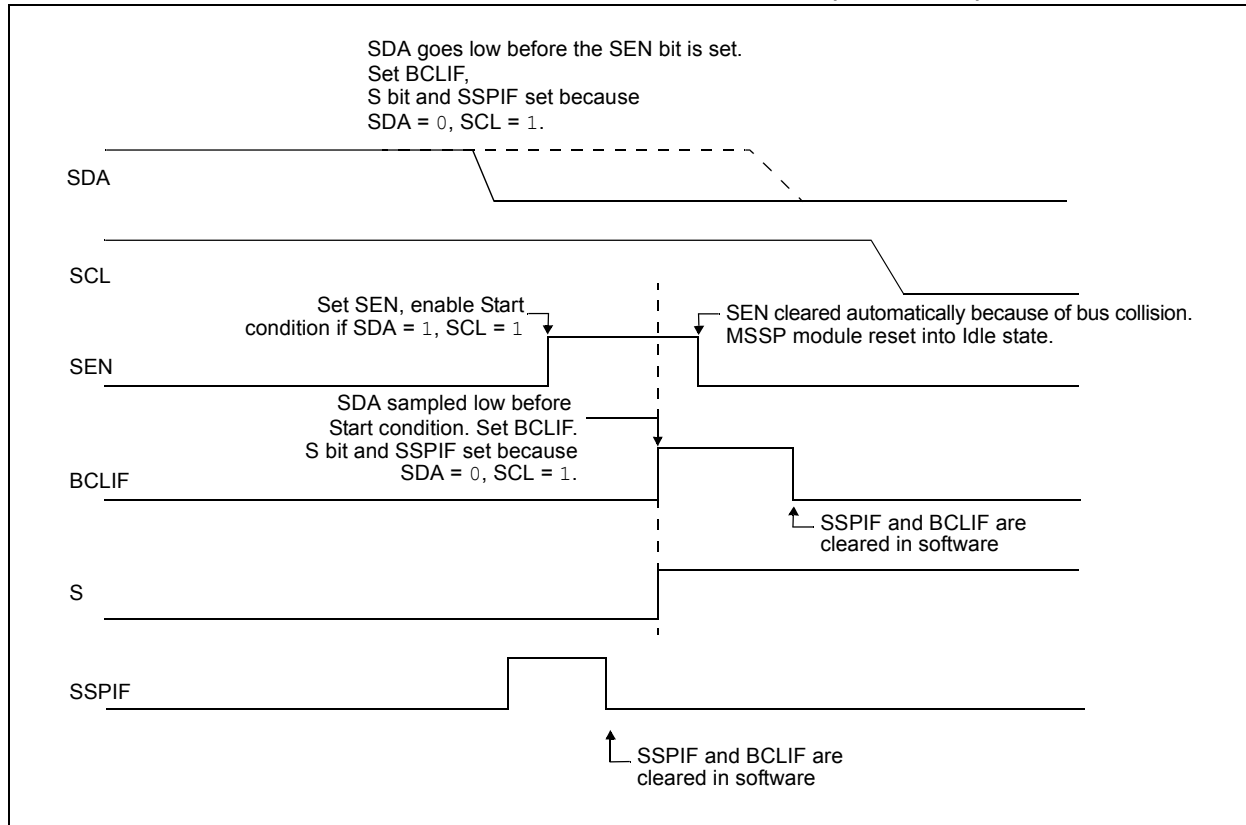 SDA goes low before the SEN bit is set.
Set BCLIF,
S bit and SSPIF set because
SDA = 0, SCL = 1.
SDA
SCL
Set SEN, enable Start
condition if SDA = 1, SCL = 1
SEN cleared automatically because of bus collision.
MSSP module reset into Idle state.
SEN
SDA sampled low before
Start condition. Set BCLIF.
S bit and SSPIF set because
SDA = 0, SCL = 1.
BCLIF
SSPIF and BCLIF are
cleared in software
S
SSPIF
SSPIF and BCLIF are
cleared in software